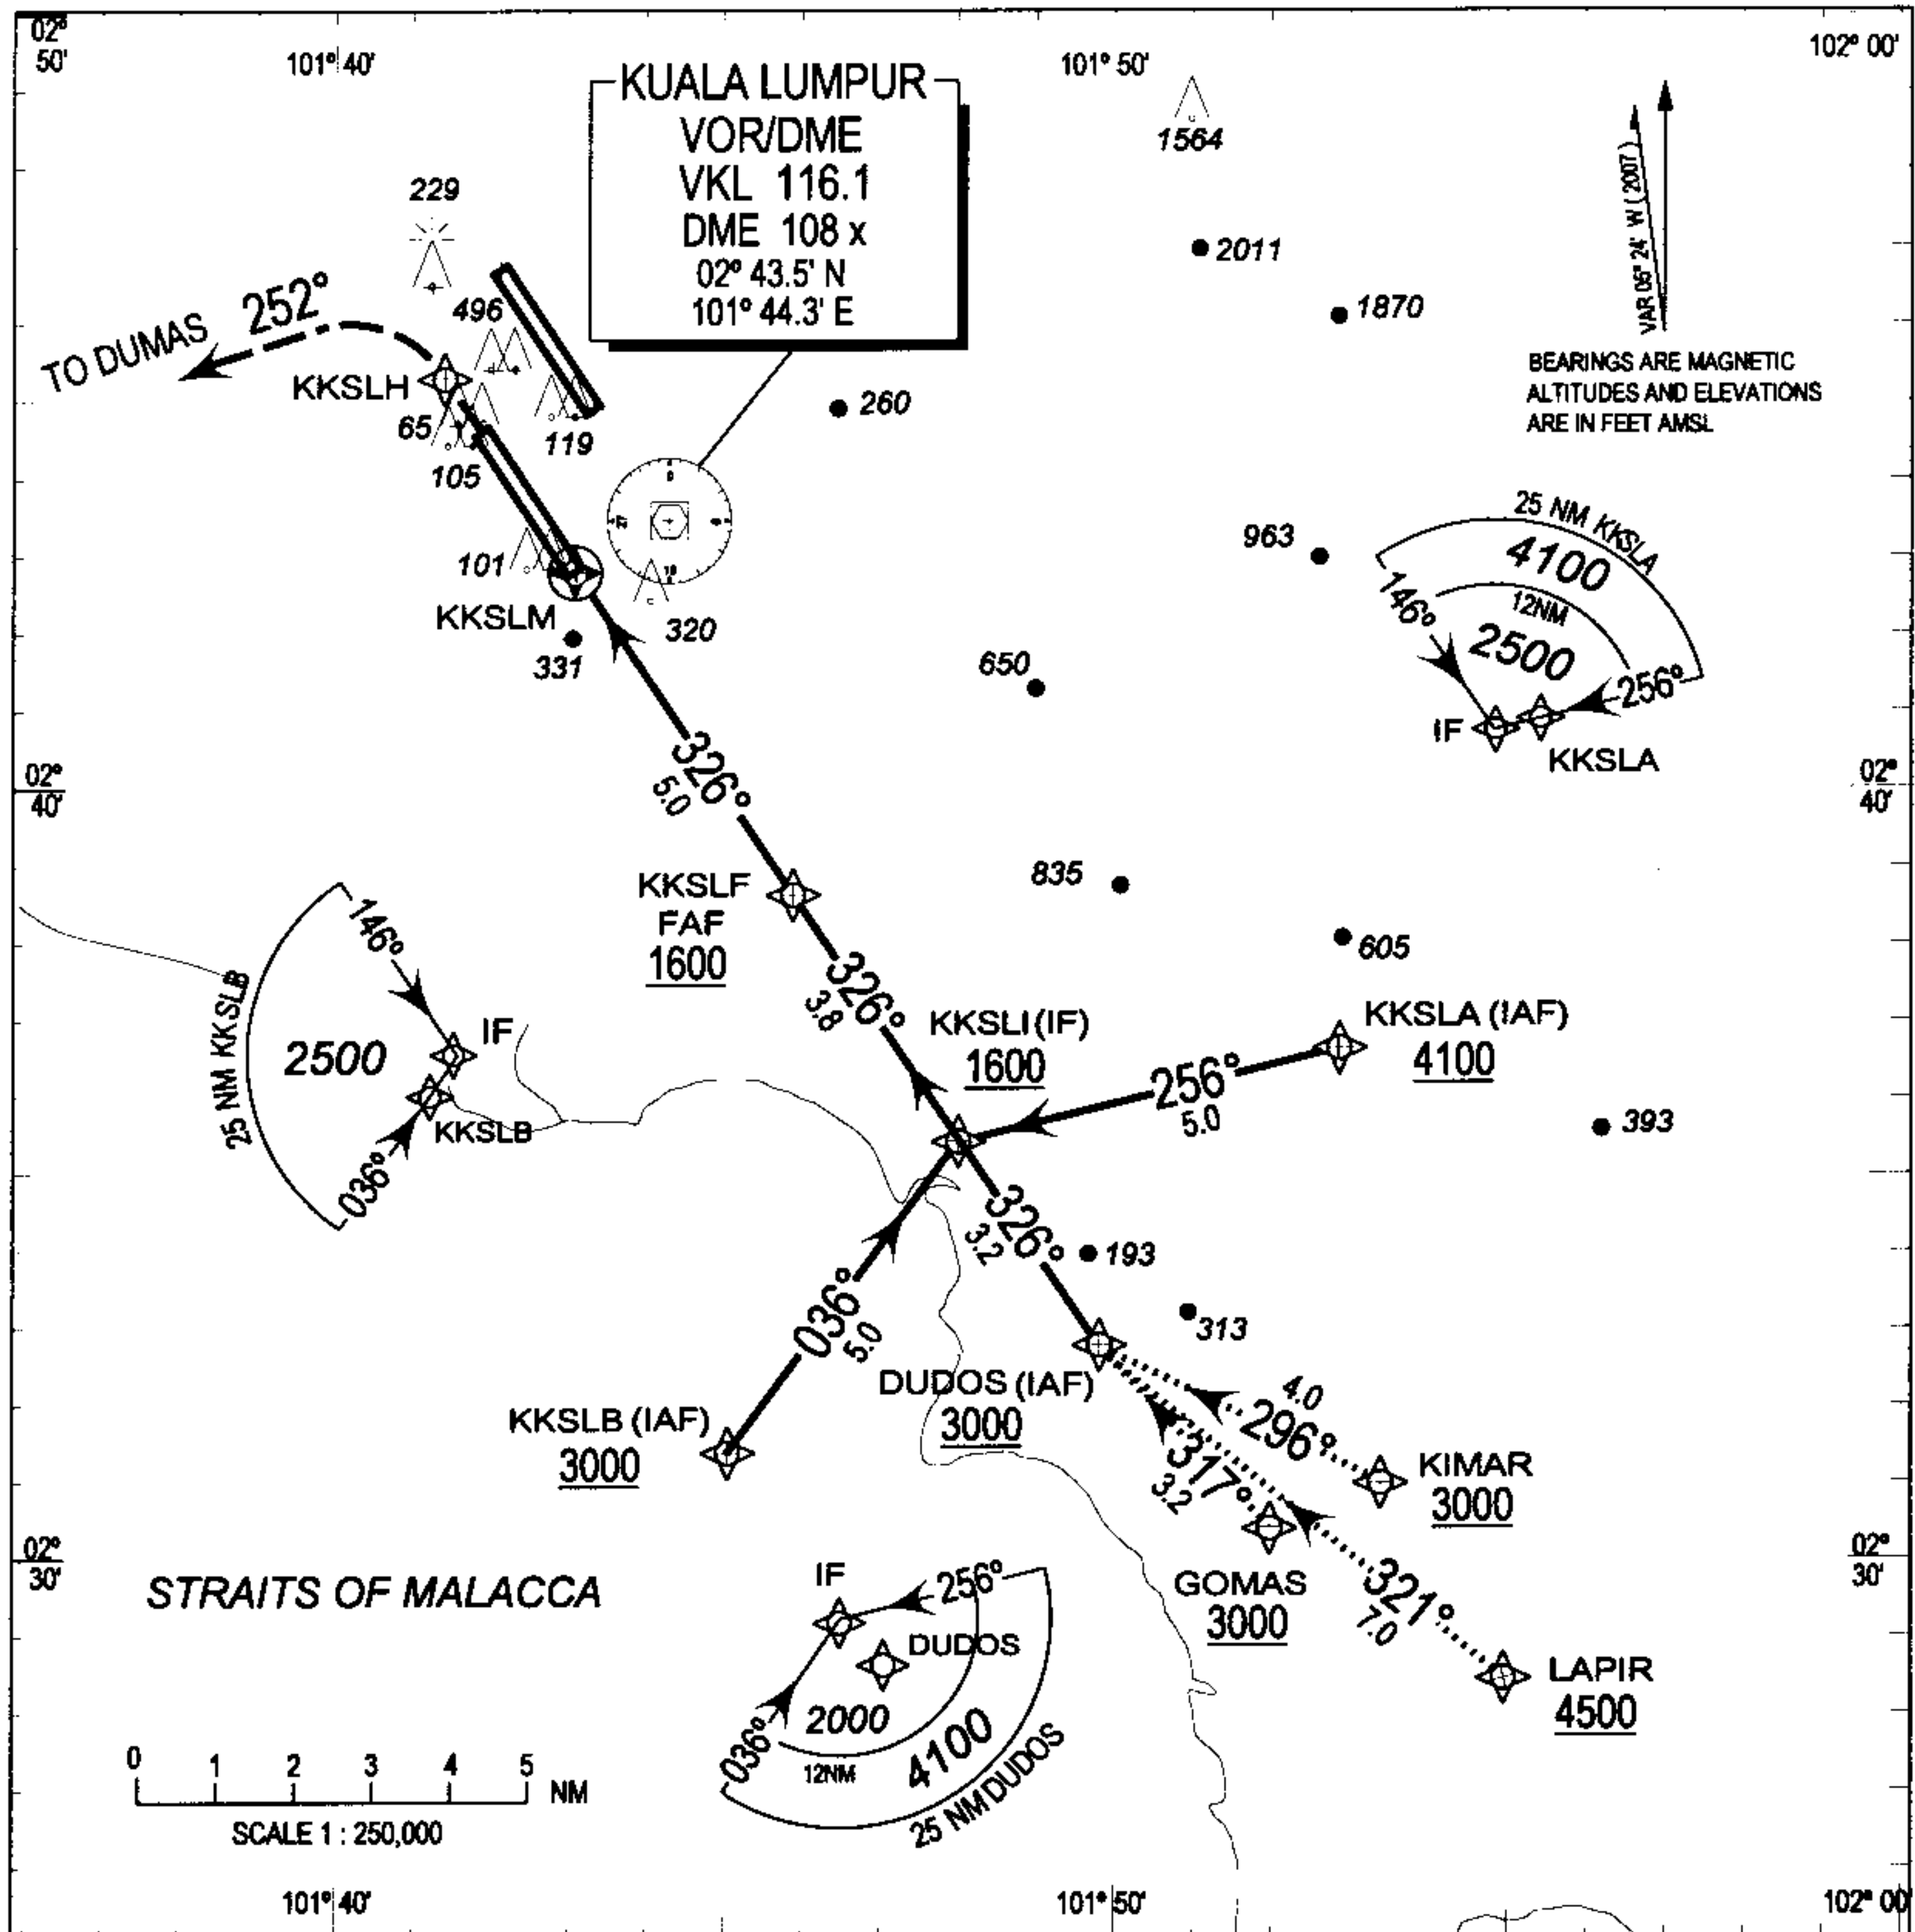 02°
50'
101° 40'
101° 50'
102° 00'
KUALA LUMPUR
VOR/DME
VKL 116.1
DME 108 x
02° 43.5' N
101° 44.3' E
1564
VAR 06° 24' W (2007)
BEARINGS ARE MAGNETIC
ALTITUDES AND ELEVATIONS
ARE IN FEET AMSL
229
2011
1870
252°
TO DUMAS
496
KKSLH
65
105
119
260
101
KKSLM
331
320
963
650
25 NM KKSLA
4100
146°
12NM
2500
256°
IF
KKSLA
02°
40'
02°
40'
326°
5.0
KKSLF
FAF
1600
835
605
146°
25 NM KKSLB
2500
IF
KKSLB
036°
326°
3.8
KKSLI (IF)
1600
KKSLA (IAF)
4100
256°
5.0
393
326°
3.2
193
313
036°
5.0
DUDOS (IAF)
3000
KKSLB (IAF)
3000
4.0
296°
KIMAR
3000
317°
3.2
GOMAS
3000
321°
7.0
LAPIR
4500
02°
30'
02°
30'
STRAITS OF MALACCA
IF
256°
DUDOS
2000
036°
12NM
4100
25 NM DUDOS
0 1 2 3 4 5 NM
SCALE 1 : 250,000
101° 40'
101° 50'
102° 00'